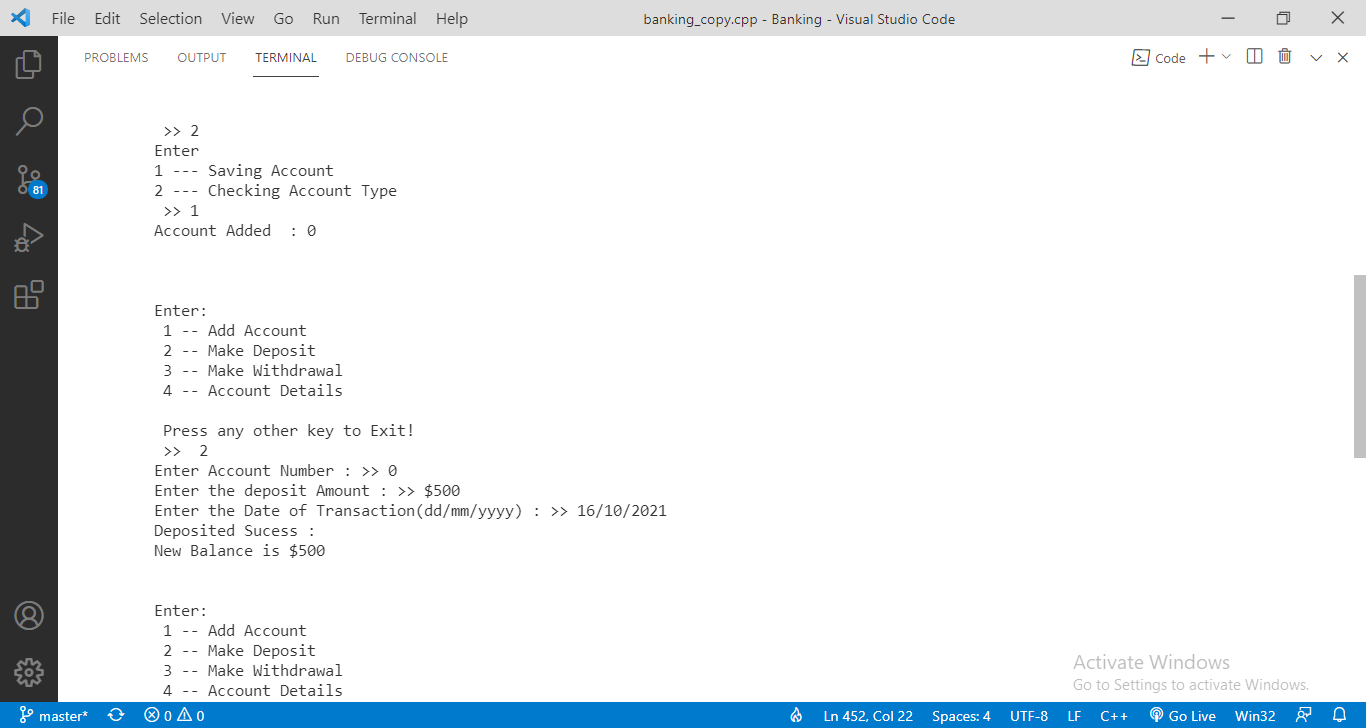 File Edit Selection View Go Run Terminal Help banking_copy.cpp - Banking - Visual Studio Code
PROBLEMS OUTPUT TERMINAL DEBUG CONSOLE Code
>> 2
Enter
1 --- Saving Account
2 --- Checking Account Type
>> 1
Account Added  : 0
Enter:
1 -- Add Account
2 -- Make Deposit
3 -- Make Withdrawal
4 -- Account Details
Press any other key to Exit!
>>  2
Enter Account Number : >> 0
Enter the deposit Amount : >> $500
Enter the Date of Transaction(dd/mm/yyyy) : >> 16/10/2021
Deposited Sucess :
New Balance is $500
Enter:
1 -- Add Account
2 -- Make Deposit
3 -- Make Withdrawal
4 -- Account Details
81
Activate Windows
Go to Settings to activate Windows.
master* 0 0 Ln 452, Col 22 Spaces: 4 UTF-8 LF C++ Go Live Win32